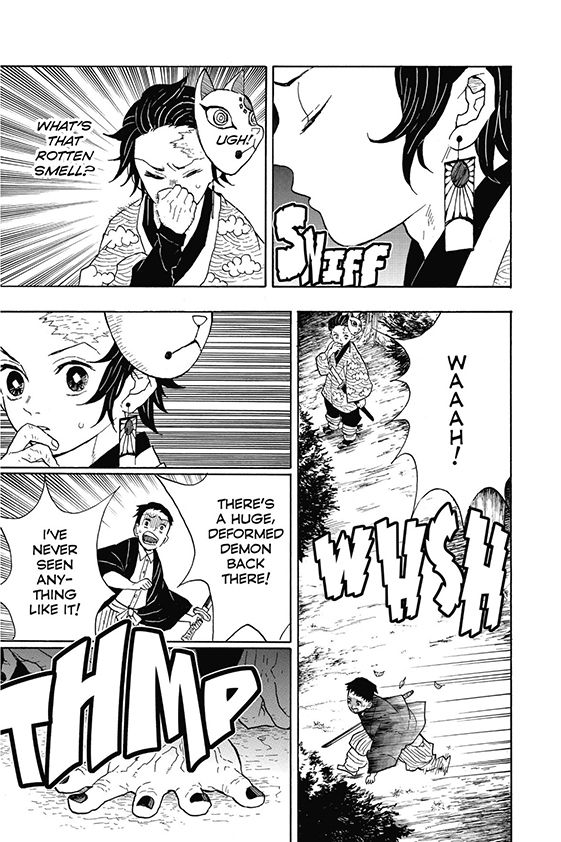 SNIFF
UGH!
WHAT'S
THAT
ROTTEN
SMELL?
WAAAH!
WHSH
THERE'S
A HUGE,
DEFORMED
DEMON
BACK
THERE!
I'VE
NEVER
SEEN
ANY-
THING
LIKE IT!
THMP